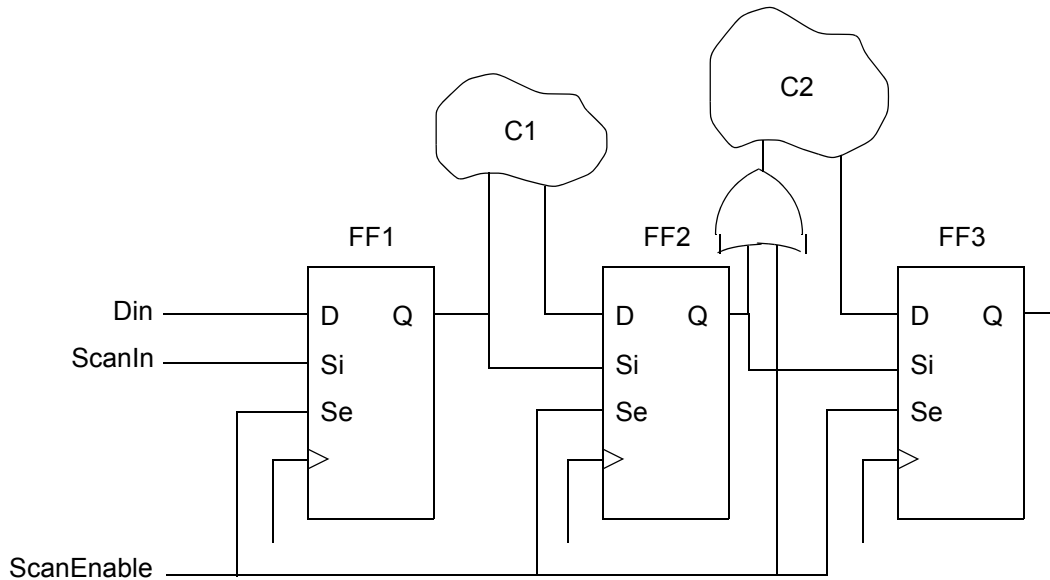 C2
C1
FF1
FF2
FF3
Din
D
Q
D
Q
D
Q
ScanIn
Si
Si
Si
Se
Se
Se
ScanEnable